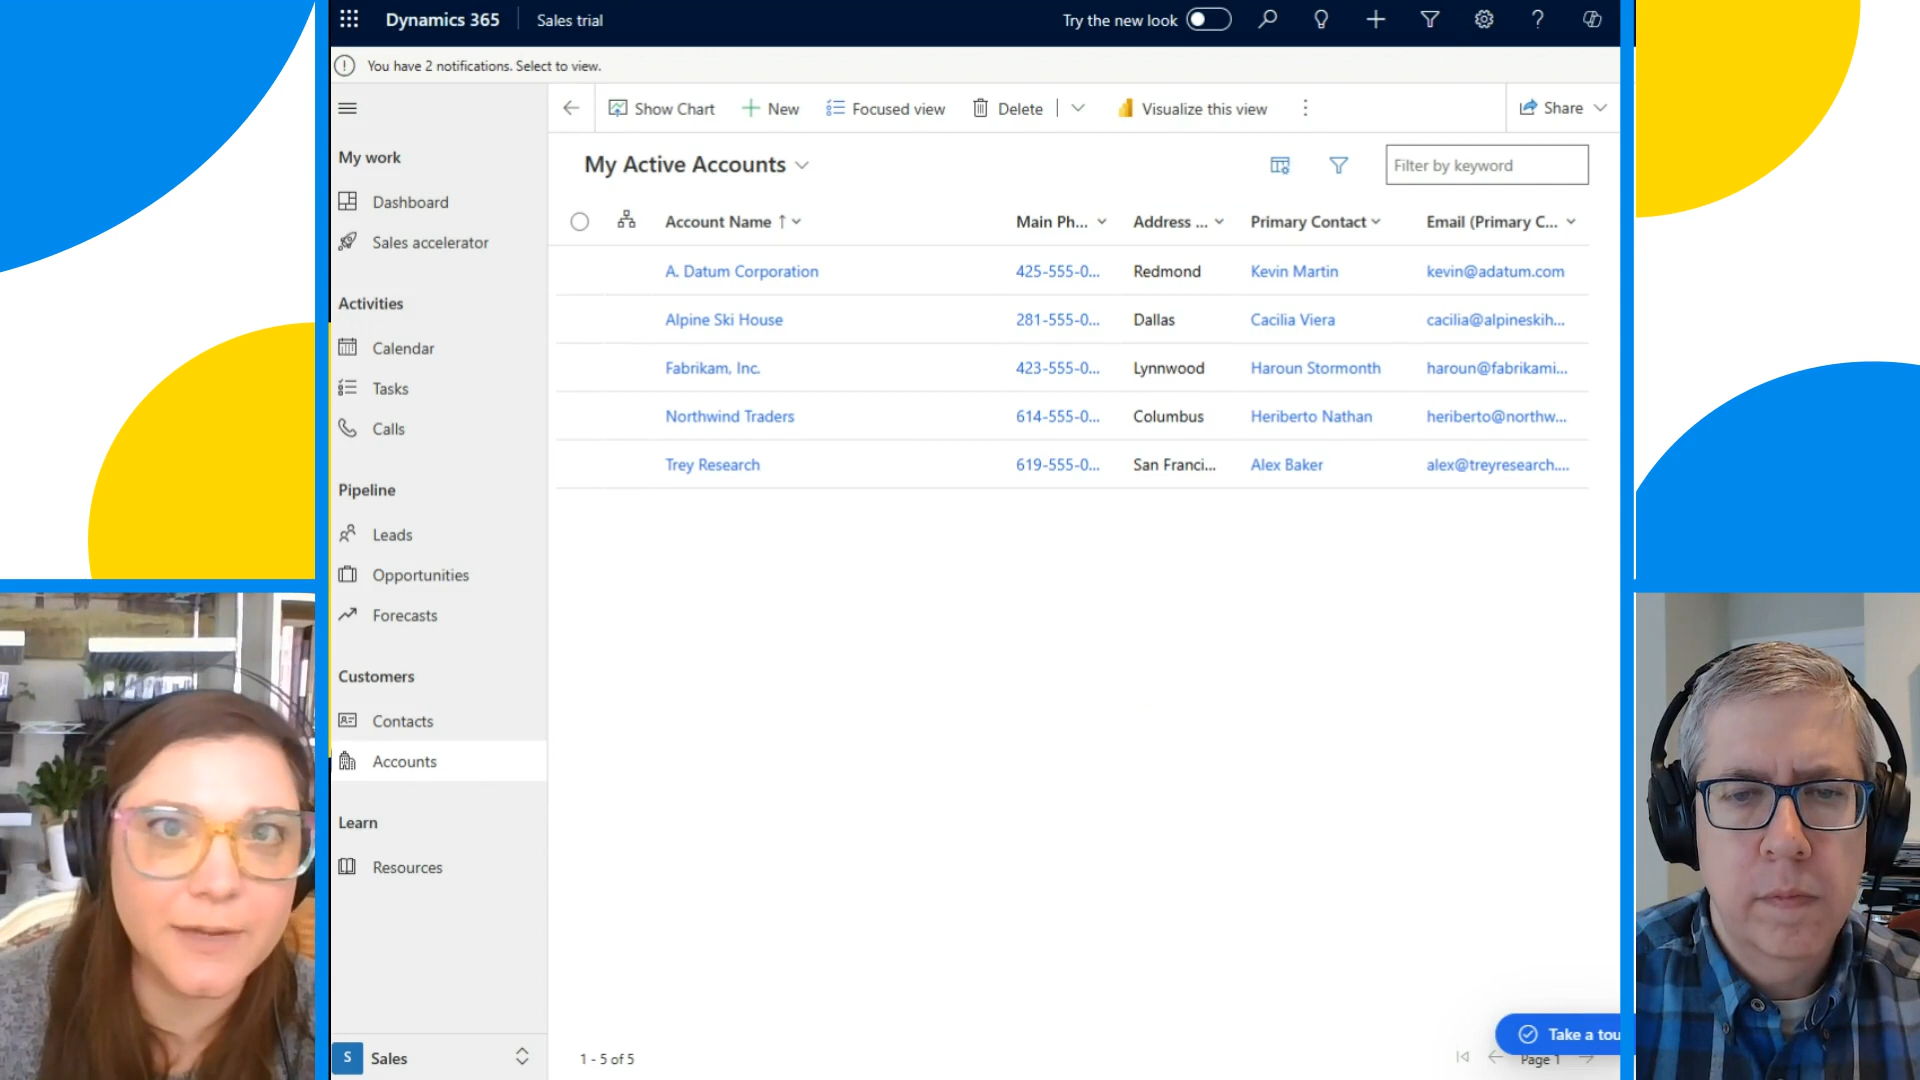 Dynamics 365
Sales trial
Try the new look
You have 2 notifications. Select to view.
Show Chart
New
Focused view
Delete
Visualize this view
Share
My work
Dashboard
Sales accelerator
Activities
Calendar
Tasks
Calls
Pipeline
Leads
Opportunities
Forecasts
Customers
Contacts
Accounts
Learn
Resources
S Sales
My Active Accounts
Filter by keyword
Account Name ↑ Main Ph... Address ... Primary Contact Email (Primary C...
A. Datum Corporation 425-555-0... Redmond Kevin Martin kevin@adatum.com
Alpine Ski House 281-555-0... Dallas Cacilia Viera cacilia@alpineskih...
Fabrikam, Inc. 423-555-0... Lynnwood Haroun Stormonth haroun@fabrikami...
Northwind Traders 614-555-0... Columbus Heriberto Nathan heriberto@northw...
Trey Research 619-555-0... San Franci... Alex Baker alex@treyresearch....
1 - 5 of 5
Take a tou
Page 1